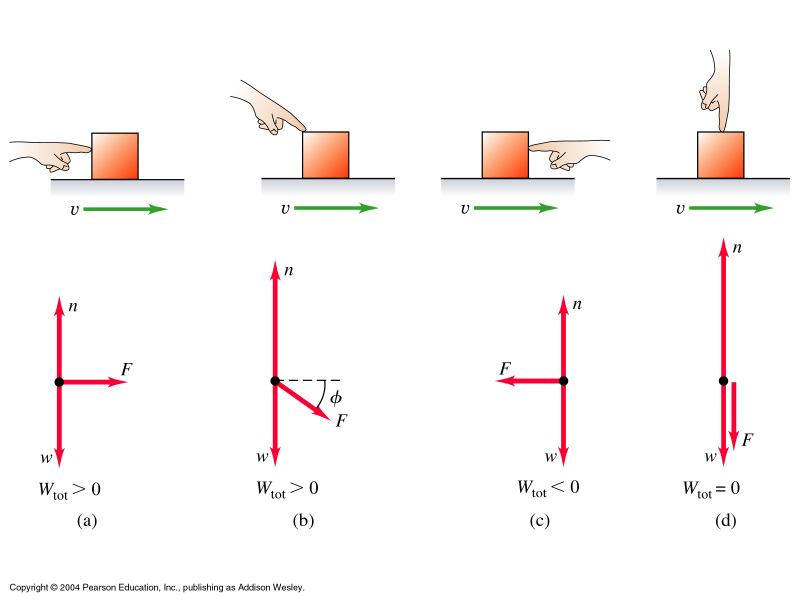 v
v
v
v
n
F
w
W_tot > 0
(a)
n
ϕ
F
w
W_tot > 0
(b)
n
F
w
W_tot < 0
(c)
n
F
w
W_tot = 0
(d)
Copyright © 2004 Pearson Education, Inc., publishing as Addison Wesley.